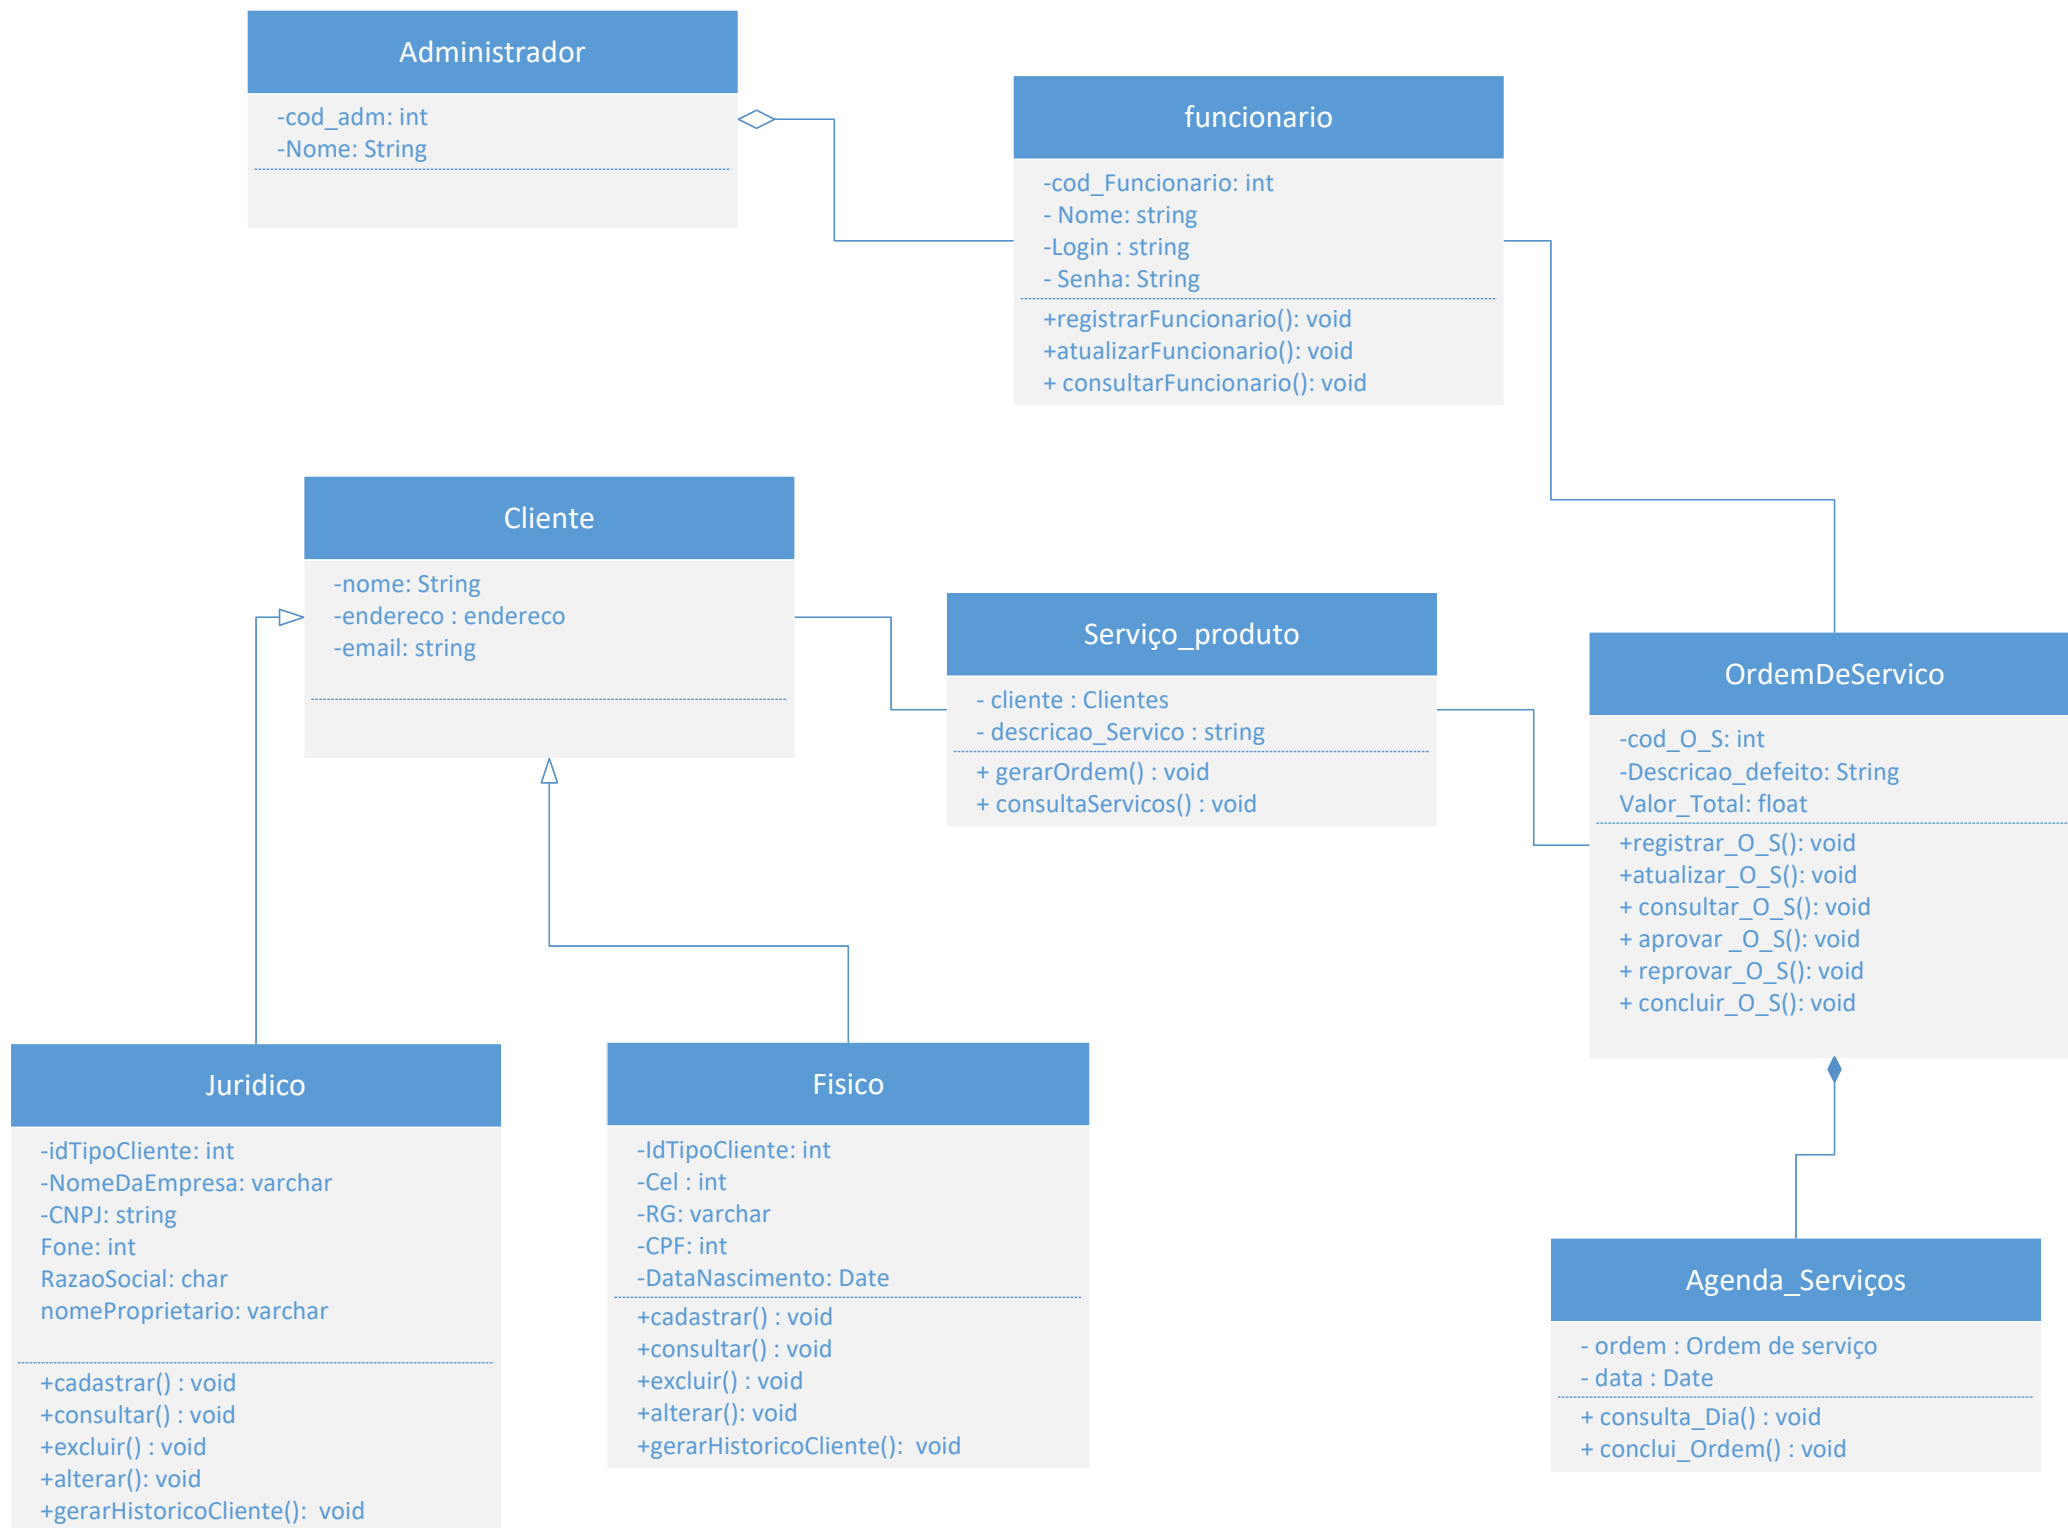 Administrador
-cod_adm: int
-Nome: String
funcionario
-cod_Funcionario: int
- Nome: string
-Login : string
- Senha: String
+registrarFuncionario(): void
+atualizarFuncionario(): void
+ consultarFuncionario(): void
Cliente
-nome: String
-endereco : endereco
-email: string
Serviço_produto
- cliente : Clientes
- descricao_Servico : string
+ gerarOrdem() : void
+ consultaServicos() : void
OrdemDeServico
-cod_O_S: int
-Descricao_defeito: String
Valor_Total: float
+registrar_O_S(): void
+atualizar_O_S(): void
+ consultar_O_S(): void
+ aprovar _O_S(): void
+ reprovar_O_S(): void
+ concluir_O_S(): void
Juridico
-idTipoCliente: int
-NomeDaEmpresa: varchar
-CNPJ: string
Fone: int
RazaoSocial: char
nomeProprietario: varchar
+cadastrar() : void
+consultar() : void
+excluir() : void
+alterar(): void
+gerarHistoricoCliente():  void
Fisico
-IdTipoCliente: int
-Cel : int
-RG: varchar
-CPF: int
-DataNascimento: Date
+cadastrar() : void
+consultar() : void
+excluir() : void
+alterar(): void
+gerarHistoricoCliente():  void
Agenda_Serviços
- ordem : Ordem de serviço
- data : Date
+ consulta_Dia() : void
+ conclui_Ordem() : void